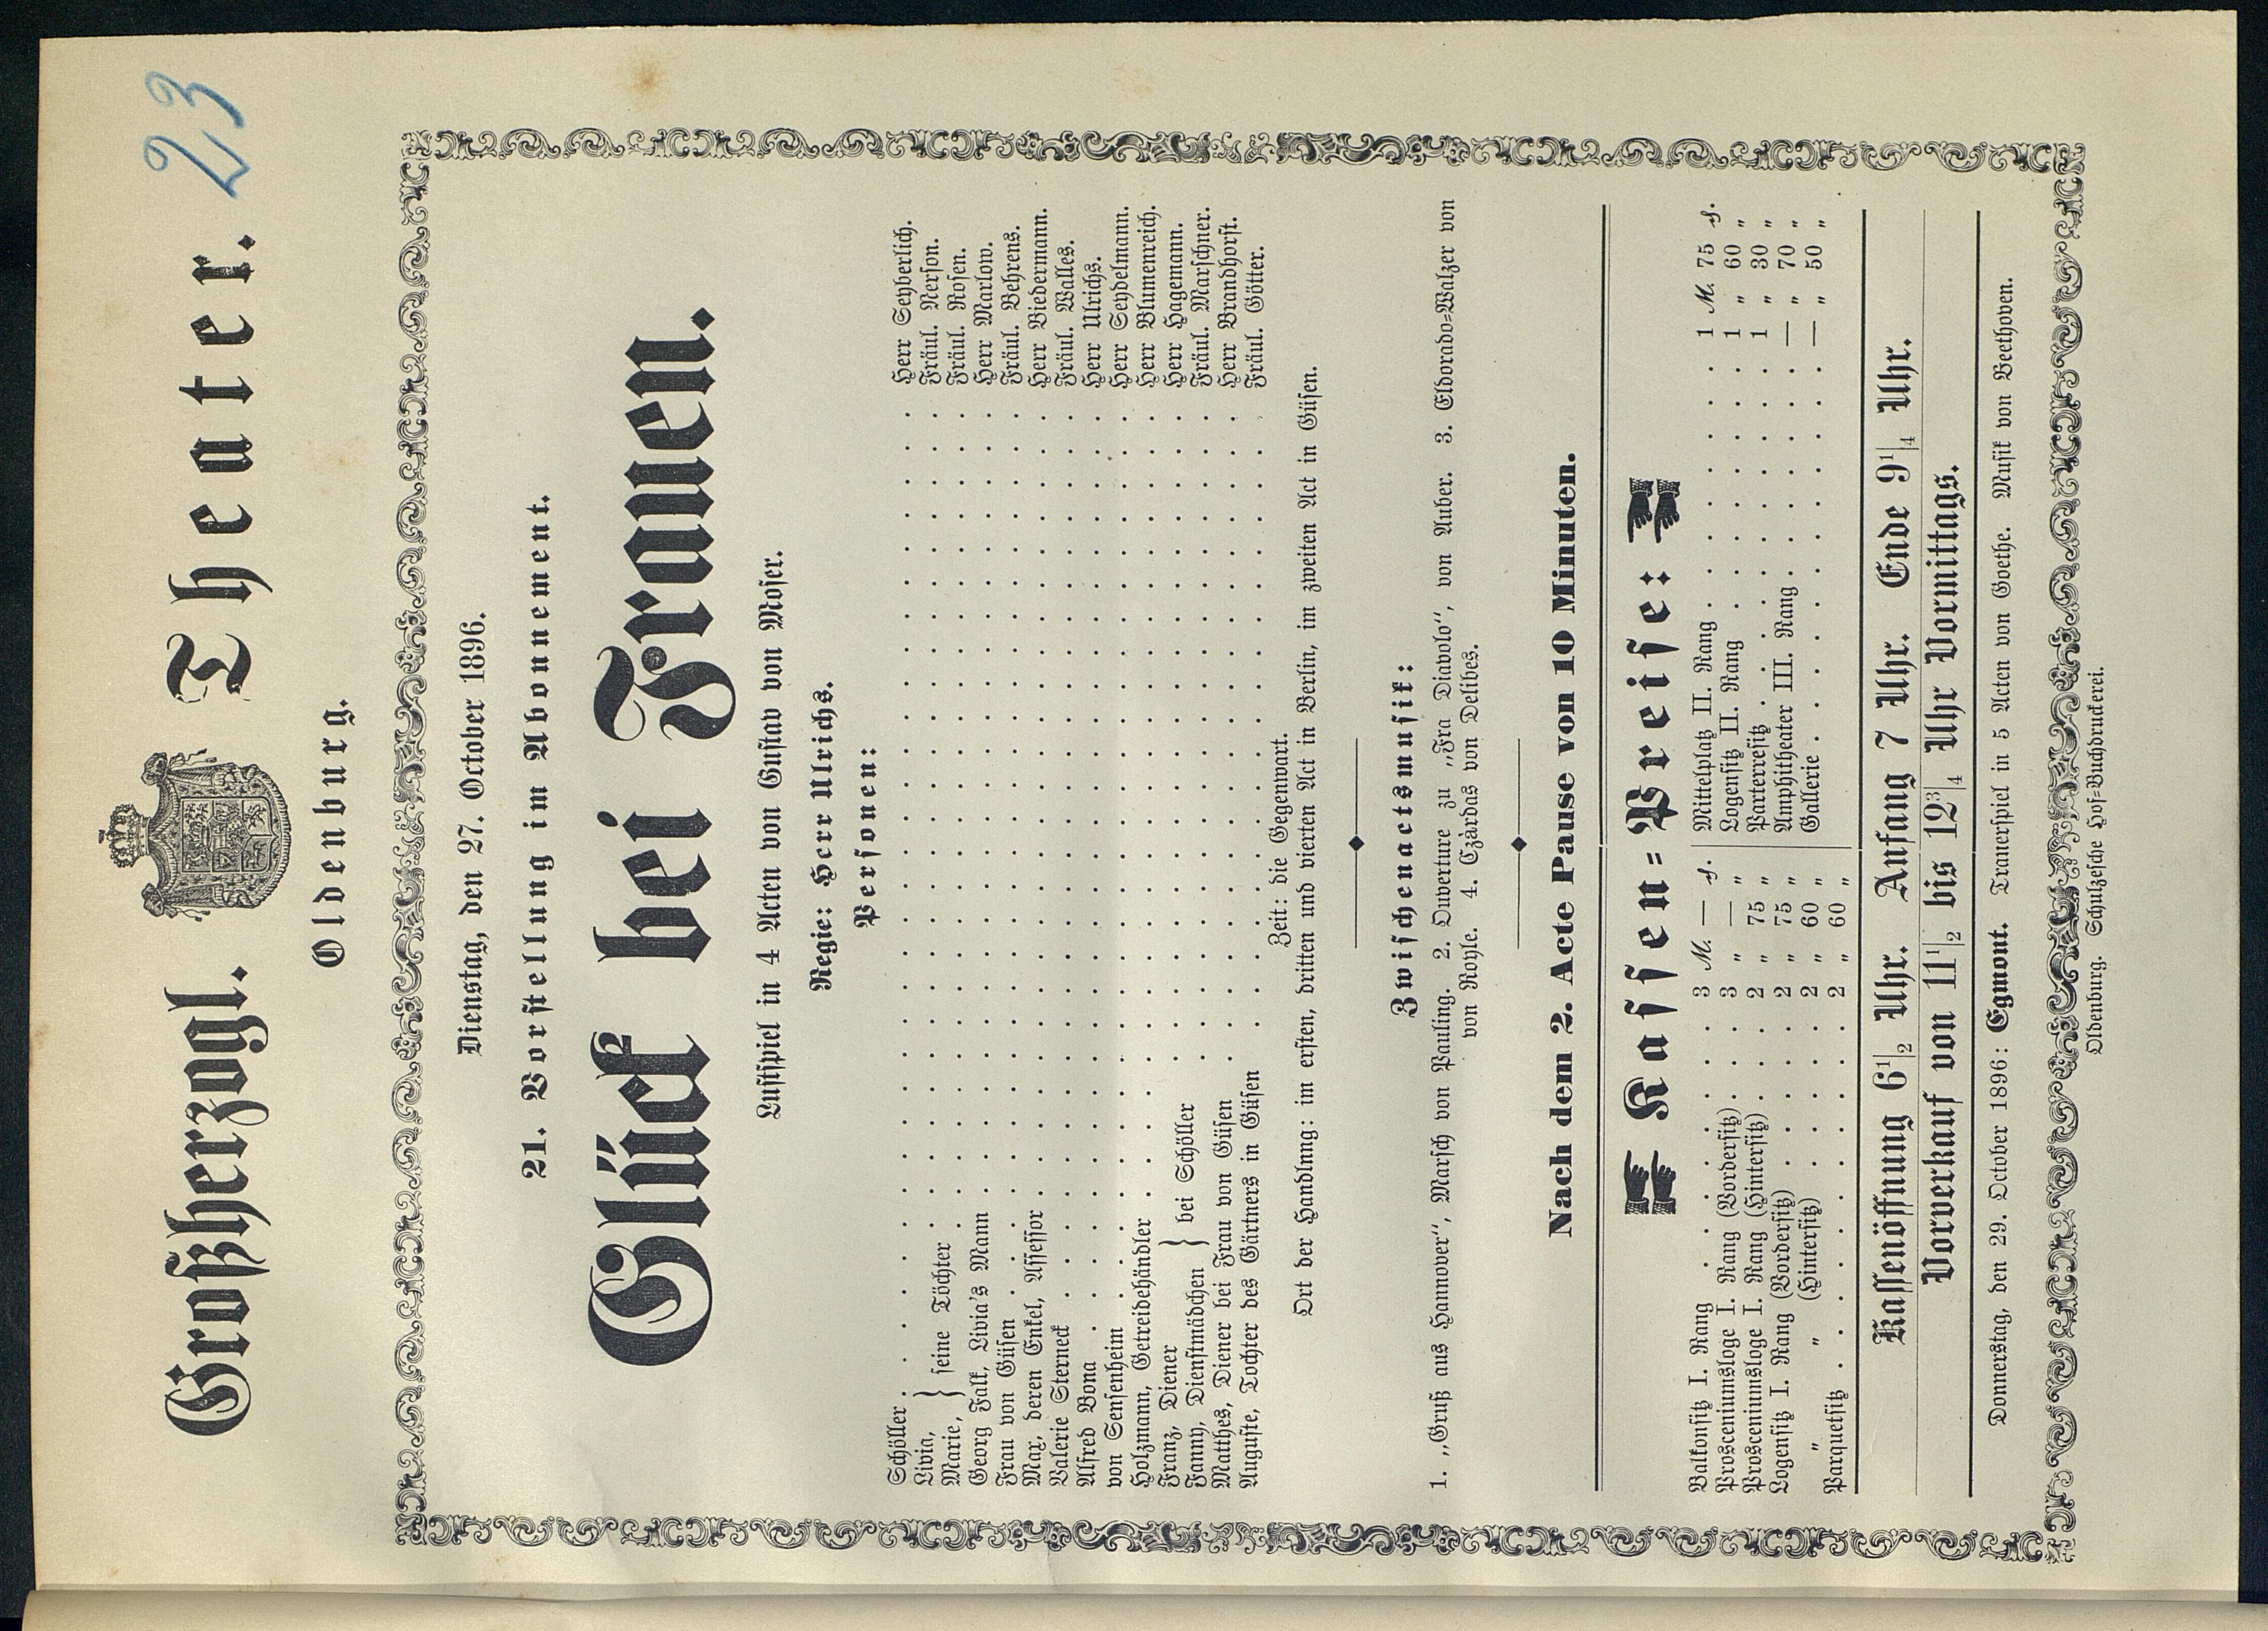 23
Großherzogl. Theater.
Oldenburg.
Dienstag, den 27. October 1896.
21. Vorstellung im Abonnement.
Glück bei Framen.
Lustspiel in 4 Acten von Gustav von Moser.
Regie: Herr Ulrichs.
Personen:
Schöller . . . . . Herr Seyberlich.
Livia, } seine Töchter . . . . . Fräul. Nerson.
Marie, } . . . . . Fräul. Rosen.
Georg Falk, Livia's Mann . . . . . Herr Marlow.
Frau von Güsen . . . . . Fräul. Behrens.
Max, deren Enkel, Assessor . . . . . Herr Biedermann.
Valerie Sterneck . . . . . Fräul. Walles.
Alfred Bona . . . . . Herr Ulrichs.
von Sensenheim . . . . . Herr Seydelmann.
Holzmann, Getreidehändler . . . . . Herr Blumenreich.
Franz, Diener } bei Schöller . . . . . Herr Hagemann.
Fanny, Dienstmädchen } . . . . . Fräul. Marschner.
Matthes, Diener bei Frau von Güsen . . . . . Herr Brandhorst.
Auguste, Tochter des Gärtners in Güsen . . . . . Fräul. Götter.
Zeit: die Gegenwart.
Ort der Handlung: im ersten, dritten und vierten Act in Berlin, im zweiten Act in Güsen.
Zwischenactsmusik:
1. „Gruß aus Hannover", Marsch von Pauling. 2. Ouverture zu „Fra Diavolo", von Auber. 3. Eldorado=Walzer von
von Royle. 4. Czàrdas von Delibes.
Nach dem 2. Acte Pause von 10 Minuten.
Kassen=Preise:
Balkonsitz I. Rang . . . . . 3 M. — ₰.
Prosceniumsloge I. Rang (Vordersitz) . . . . 3 " — "
Prosceniumsloge I. Rang (Hintersitz) . . . . 2 " 75 "
Logensitz I. Rang (Vordersitz) . . . . . 2 " 75 "
" " (Hintersitz) . . . . . 2 " 60 "
Parquetsitz . . . . . 2 " 60 "
Mittelplatz II. Rang . . . . . 1 M. 75 ₰.
Logensitz II. Rang . . . . . 1 " 60 "
Parterresitz . . . . . 1 " 30 "
Amphitheater III. Rang . . . . . — " 70 "
Gallerie . . . . . — " 50 "
Kassenöffnung 6 1/2 Uhr. Anfang 7 Uhr. Ende 9 1/4 Uhr.
Vorverkauf von 11 1/2 bis 12 3/4 Uhr Vormittags.
Donnerstag, den 29. October 1896: Egmont. Trauerspiel in 5 Acten von Goethe. Musik von Beethoven.
Oldenburg. Schulzesche Hof=Buchdruckerei.